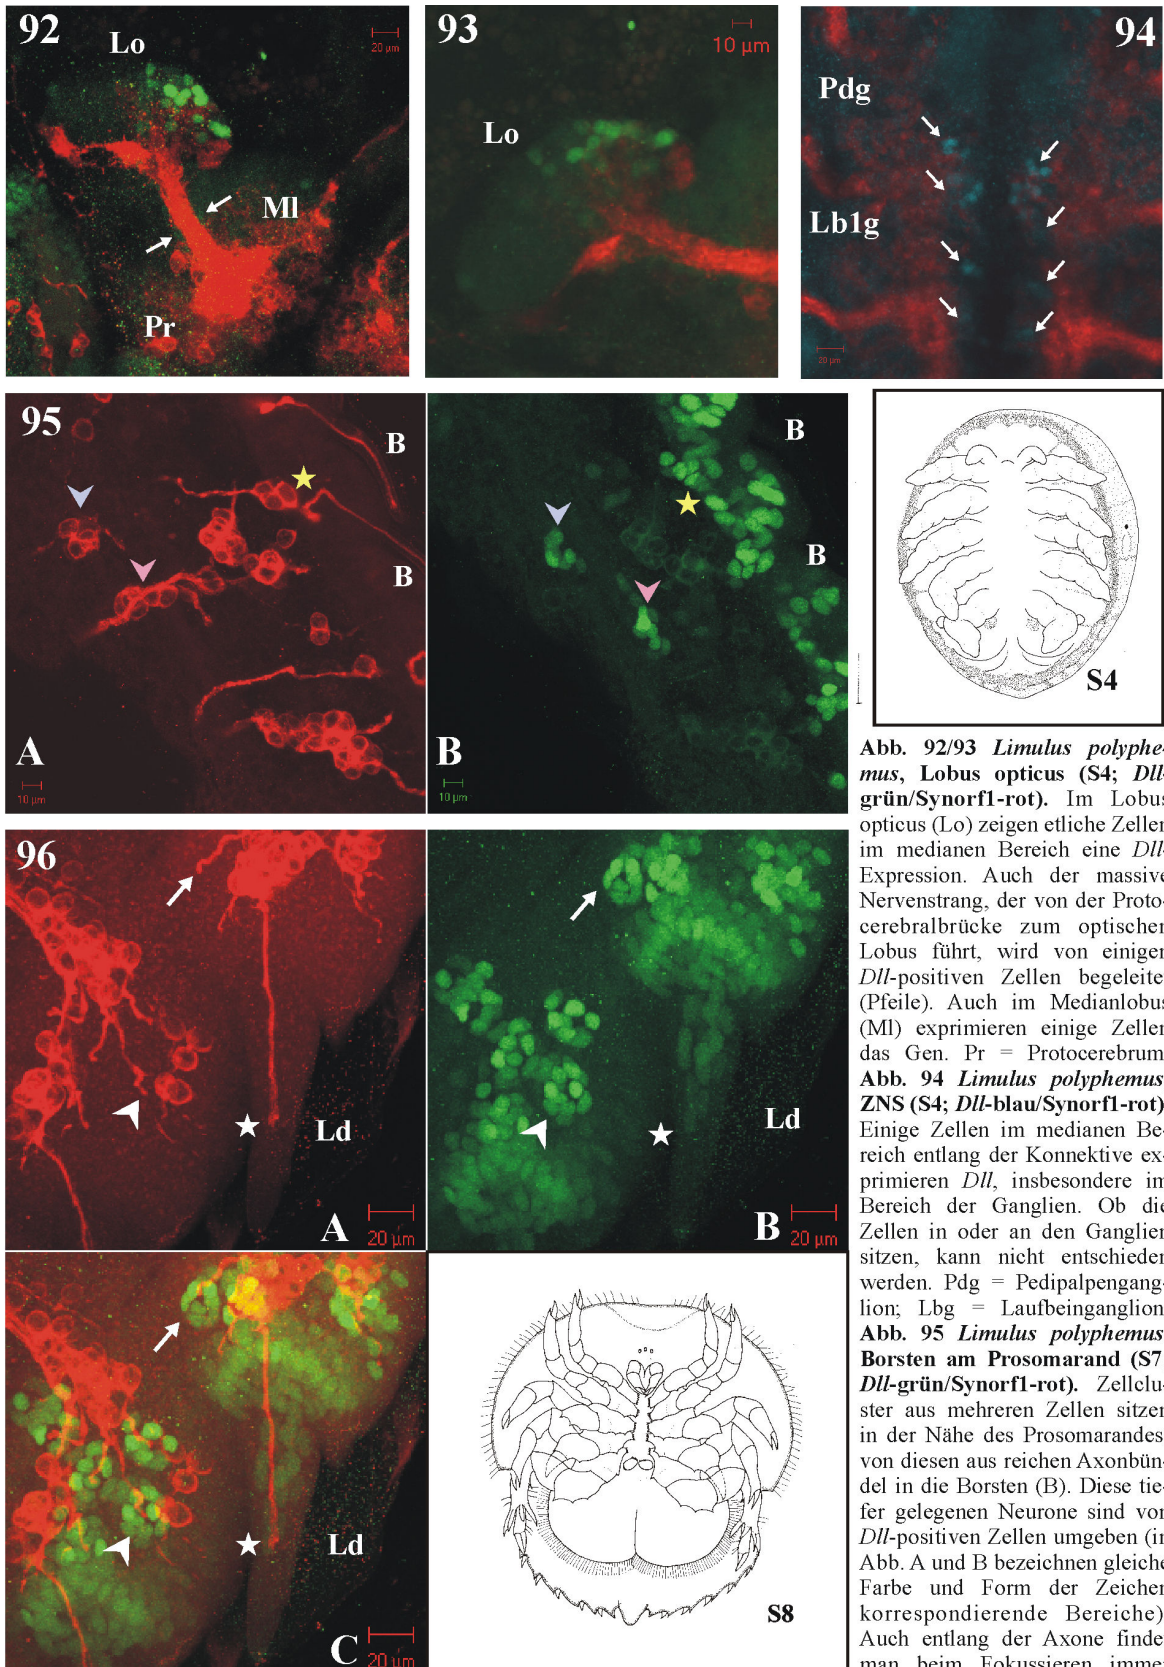 92
Lo
20 µm
Ml
Pr
93
10 µm
Lo
94
Pdg
Lb1g
20 µm
95
B
B
A
10 µm
B
B
B
10 µm
S4
96
A
Ld
20 µm
B
Ld
20 µm
C
Ld
20 µm
S8
Abb. 92/93 Limulus polyphe-
mus, Lobus opticus (S4; Dll-
grün/Synorf1-rot). Im Lobus
opticus (Lo) zeigen etliche Zellen
im medianen Bereich eine Dll-
Expression. Auch der massive
Nervenstrang, der von der Proto-
cerebralbrücke zum optischen
Lobus führt, wird von einigen
Dll-positiven Zellen begleitet
(Pfeile). Auch im Medianlobus
(Ml) exprimieren einige Zellen
das Gen. Pr = Protocerebrum
Abb. 94 Limulus polyphemus
ZNS (S4; Dll-blau/Synorf1-rot)
Einige Zellen im medianen Be-
reich entlang der Konnektive ex-
primieren Dll, insbesondere im
Bereich der Ganglien. Ob die
Zellen in oder an den Ganglien
sitzen, kann nicht entschieden
werden. Pdg = Pedipalpengang-
lion; Lbg = Laufbeinganglion
Abb. 95 Limulus polyphemus
Borsten am Prosomarand (S7
Dll-grün/Synorf1-rot). Zellclu-
ster aus mehreren Zellen sitzen
in der Nähe des Prosomarandes
von diesen aus reichen Axonbün-
del in die Borsten (B). Diese tie-
fer gelegenen Neurone sind von
Dll-positiven Zellen umgeben (in
Abb. A und B bezeichnen gleiche
Farbe und Form der Zeichen
korrespondierende Bereiche)
Auch entlang der Axone findet
man beim Fokussieren immer